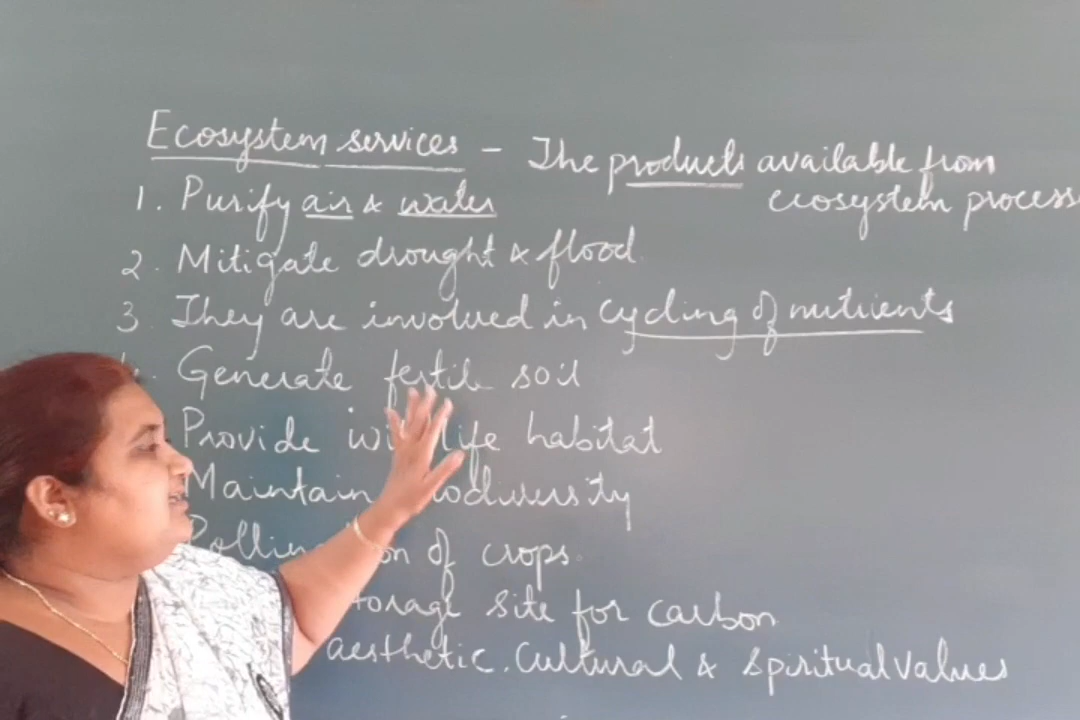 Ecosystem services - The products available from
ecosystem process
1. Purify air & water
2. Mitigate drought & flood
3. They are involved in cycling of nutrients
Generate fertile soil
Provide habitat
Maintain
of crops.
site for carbon
aesthetic. Cultural & Spiritual Values